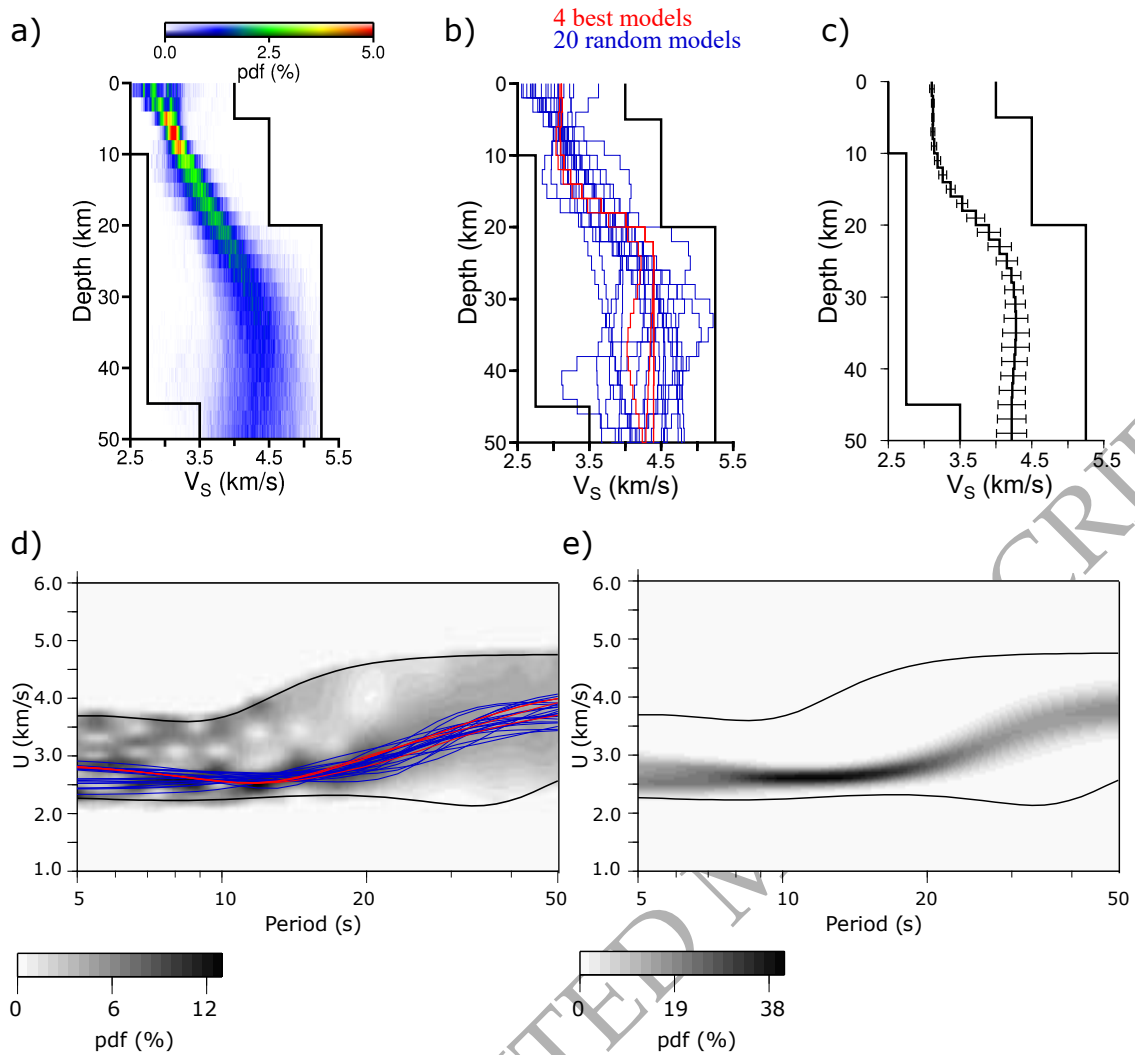 4 best models
20 random models
a)
b)
c)
0.0 2.5 5.0
pdf (%)
0
10
20
30
40
50
Depth (km)
2.5 3.5 4.5 5.5
V_S (km/s)
0
10
20
30
40
50
Depth (km)
2.5 3.5 4.5 5.5
V_S (km/s)
0
10
20
30
40
50
Depth (km)
2.5 3.5 4.5 5.5
V_S (km/s)
d)
e)
6.0
5.0
4.0
3.0
2.0
1.0
U (km/s)
5 10 20 50
Period (s)
6.0
5.0
4.0
3.0
2.0
1.0
U (km/s)
5 10 20 50
Period (s)
0 6 12
pdf (%)
0 19 38
pdf (%)